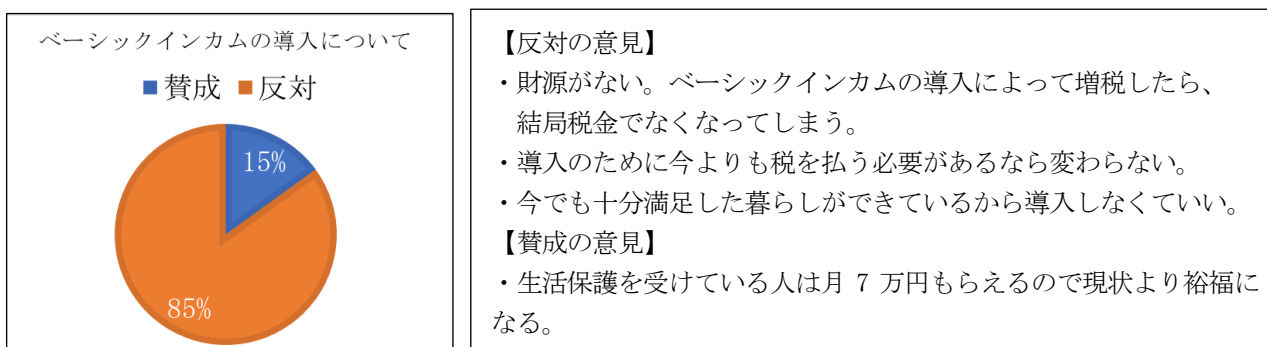 ベーシックインカムの導入について
■賛成 ■反対
15%
85%
【反対の意見】
・財源がない。ベーシックインカムの導入によって増税したら、
結局税金でなくなってしまう。
・導入のために今よりも税を払う必要があるなら変わらない。
・今でも十分満足した暮らしができているから導入しなくていい。
【賛成の意見】
・生活保護を受けている人は月 7 万円もらえるので現状より裕福に
なる。